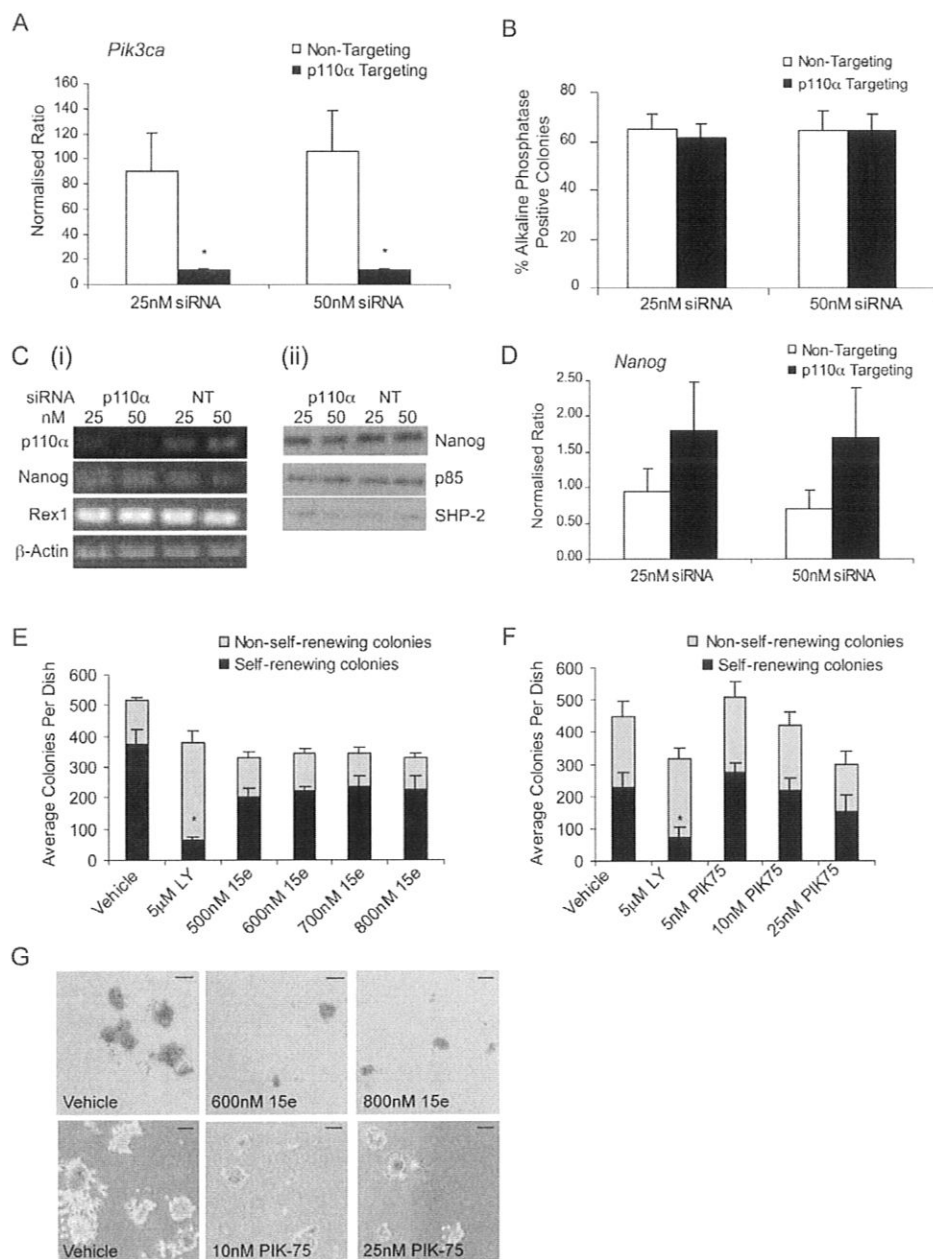 A
Pik3ca
Non-Targeting
p110α Targeting
Normalised Ratio
160
140
120
100
80
60
40
20
0
*
*
25nM siRNA
50nM siRNA
B
Non-Targeting
p110α Targeting
% Alkaline Phosphatase
Positive Colonies
80
60
40
20
0
25nM siRNA
50nM siRNA
C (i)
siRNA p110α NT
nM 25 50 25 50
p110α
Nanog
Rex1
β-Actin
(ii)
p110α NT
25 50 25 50
Nanog
p85
SHP-2
D
Nanog
Non-Targeting
p110α Targeting
Normalised Ratio
2.50
2.00
1.50
1.00
0.50
0.00
25nM siRNA
50nM siRNA
E
Non-self-renewing colonies
Self-renewing colonies
Average Colonies Per Dish
600
500
400
300
200
100
0
*
Vehicle
5μM LY
500nM 15e
600nM 15e
700nM 15e
800nM 15e
F
Non-self-renewing colonies
Self-renewing colonies
Average Colonies Per Dish
600
500
400
300
200
100
0
*
Vehicle
5μM LY
5nM PIK75
10nM PIK75
25nM PIK75
G
Vehicle
600nM 15e
800nM 15e
Vehicle
10nM PIK-75
25nM PIK-75